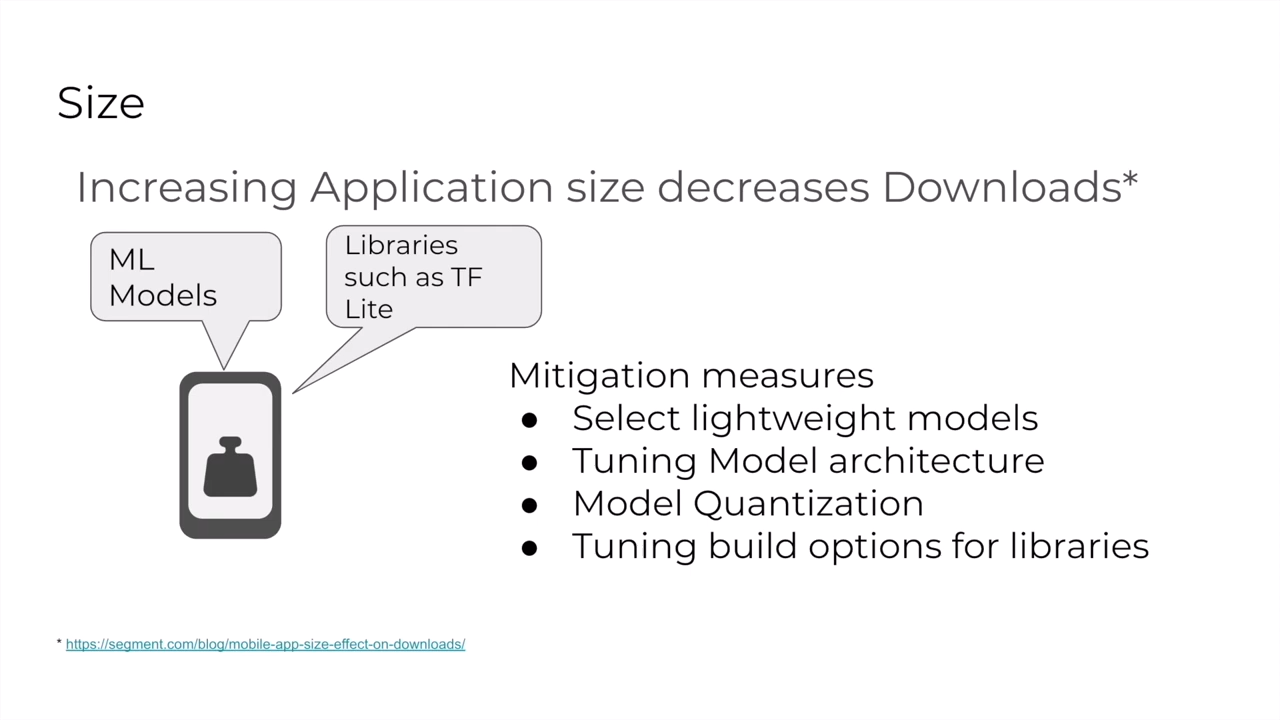 Size
Increasing Application size decreases Downloads*
ML
Models
Libraries
such as TF
Lite
Mitigation measures
● Select lightweight models
● Tuning Model architecture
● Model Quantization
● Tuning build options for libraries
* https://segment.com/blog/mobile-app-size-effect-on-downloads/